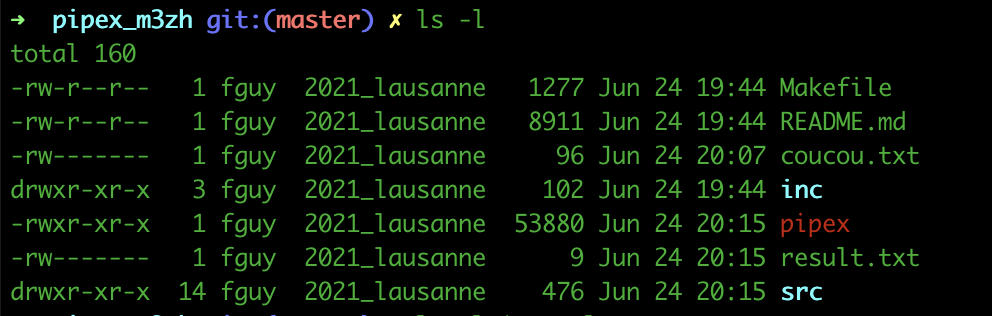 ➜  pipex_m3zh git:(master) ✗ ls -l
total 160
-rw-r--r--   1 fguy  2021_lausanne   1277 Jun 24 19:44 Makefile
-rw-r--r--   1 fguy  2021_lausanne   8911 Jun 24 19:44 README.md
-rw-------   1 fguy  2021_lausanne     96 Jun 24 20:07 coucou.txt
drwxr-xr-x   3 fguy  2021_lausanne    102 Jun 24 19:44 inc
-rwxr-xr-x   1 fguy  2021_lausanne  53880 Jun 24 20:15 pipex
-rw-------   1 fguy  2021_lausanne      9 Jun 24 20:15 result.txt
drwxr-xr-x  14 fguy  2021_lausanne    476 Jun 24 20:15 src